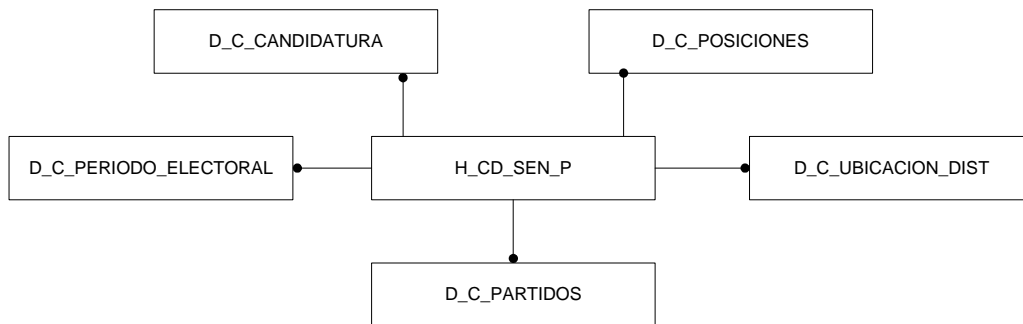 D_C_CANDIDATURA
D_C_POSICIONES
D_C_PERIODO_ELECTORAL
H_CD_SEN_P
D_C_UBICACION_DIST
D_C_PARTIDOS